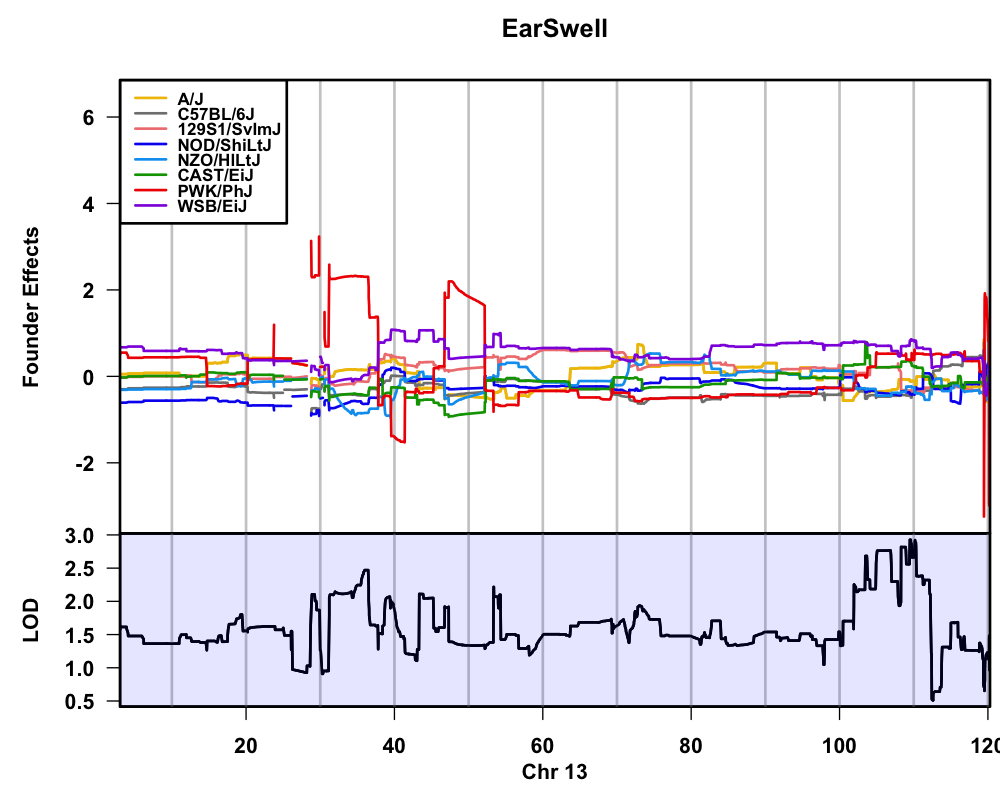 EarSwell
A/J
C57BL/6J
129S1/SvImJ
NOD/ShiLtJ
NZO/HlLtJ
CAST/EiJ
PWK/PhJ
WSB/EiJ
Founder Effects
6
4
2
0
-2
LOD
3.0
2.5
2.0
1.5
1.0
0.5
20 40 60 80 100 120
Chr 13